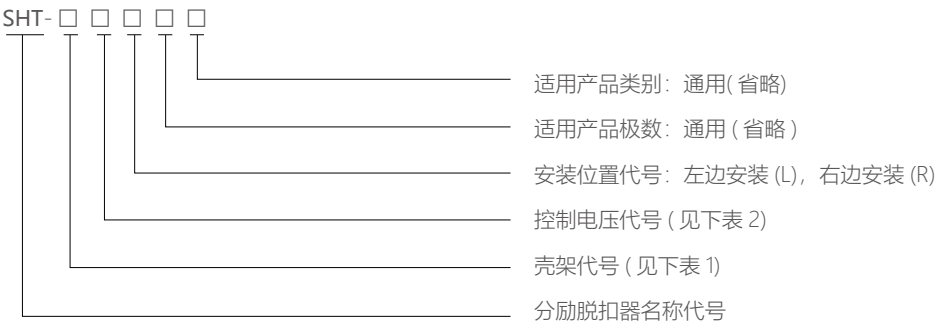 SHT-□ □ □ □ □
适用产品类别：通用( 省略)
适用产品极数：通用 ( 省略 )
安装位置代号：左边安装 (L)，右边安装 (R)
控制电压代号 ( 见下表 2)
壳架代号 ( 见下表 1)
分励脱扣器名称代号